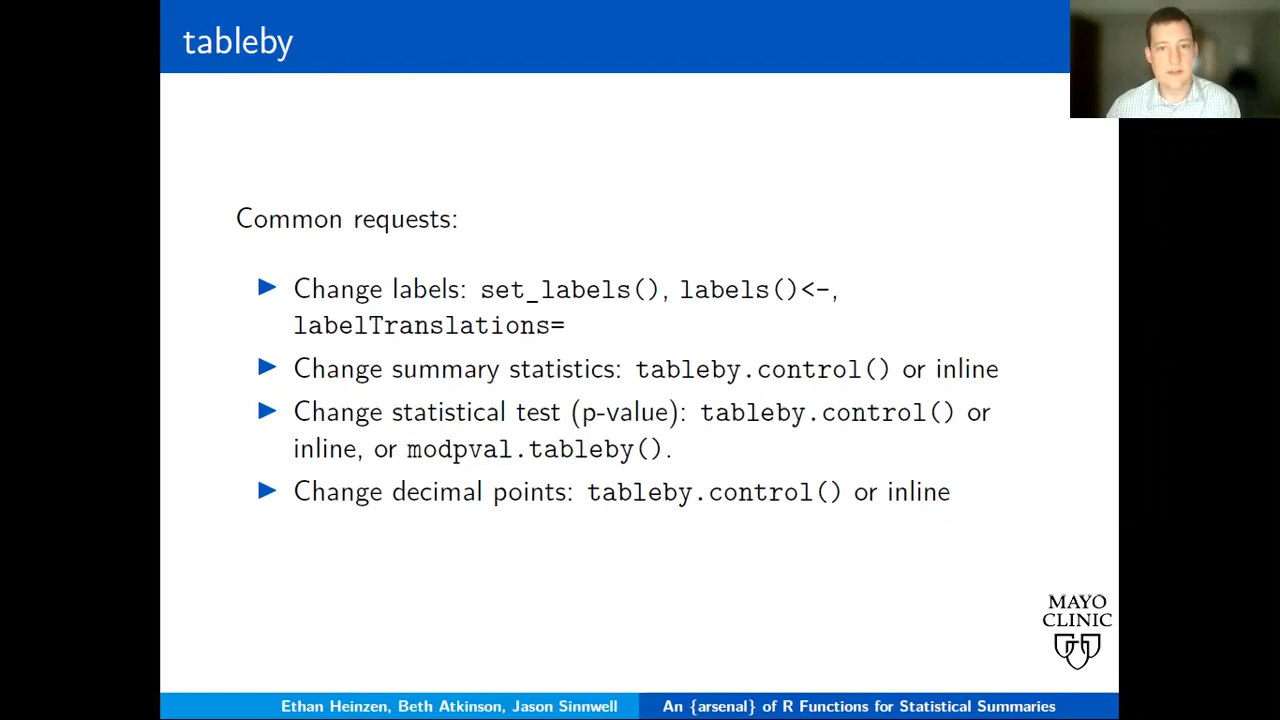 tableby
Common requests:
Change labels: set_labels(), labels()<-,
labelTranslations=
Change summary statistics: tableby.control() or inline
Change statistical test (p-value): tableby.control() or
inline, or modpval.tableby().
Change decimal points: tableby.control() or inline
MAYO
CLINIC
Ethan Heinzen, Beth Atkinson, Jason Sinnwell
An {arsenal} of R Functions for Statistical Summaries